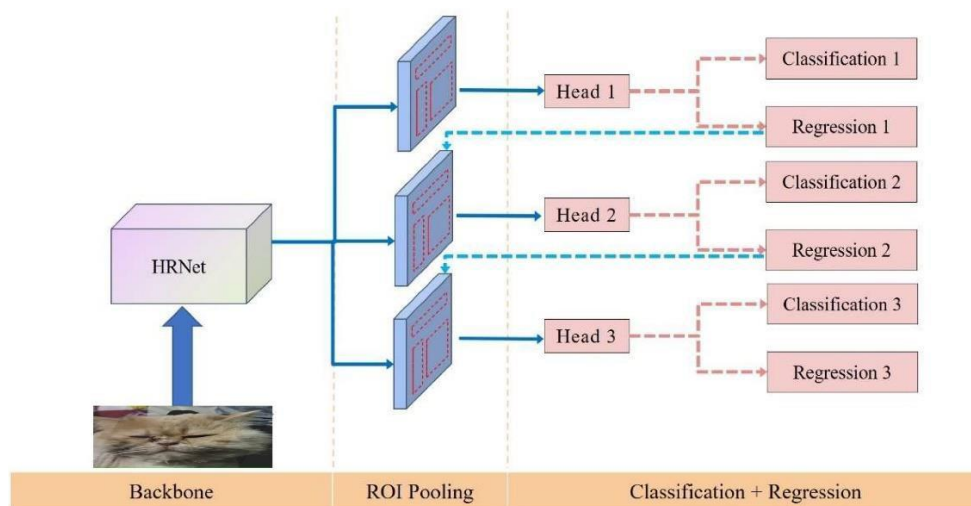 Classification 1
Head 1
Regression 1
Classification 2
Head 2
HRNet
Regression 2
Classification 3
Head 3
Regression 3
Backbone
ROI Pooling
Classification + Regression